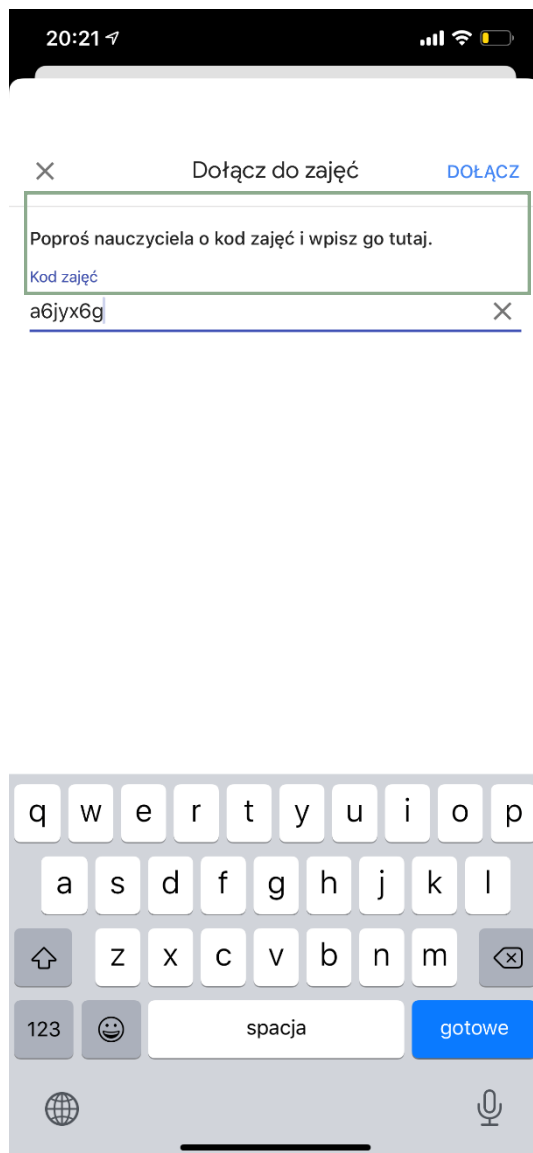 20:21
Dołącz do zajęć
DOŁĄCZ
Poproś nauczyciela o kod zajęć i wpisz go tutaj.
Kod zajęć
a6jyx6g
q w e r t y u i o p
a s d f g h j k l
z x c v b n m
123 spacja gotowe